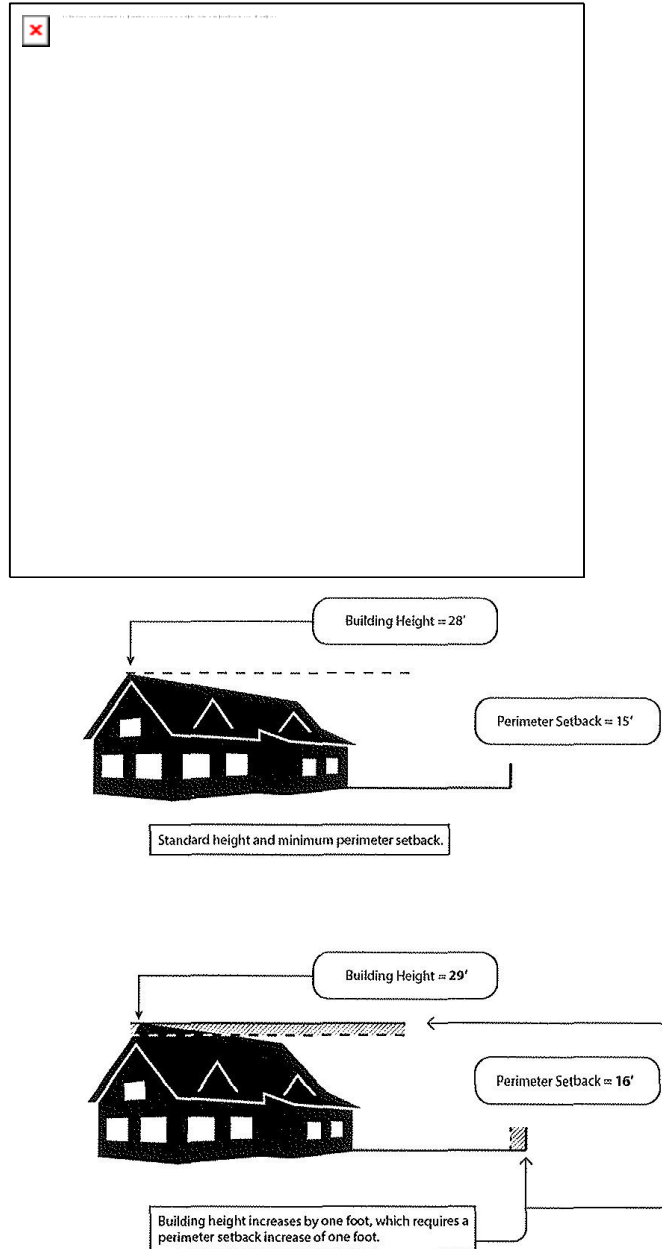 Building Height = 28'
Perimeter Setback = 15'
Standard height and minimum perimeter setback.
Building Height = 29'
Perimeter Setback = 16'
Building height increases by one foot, which requires a
perimeter setback increase of one foot.